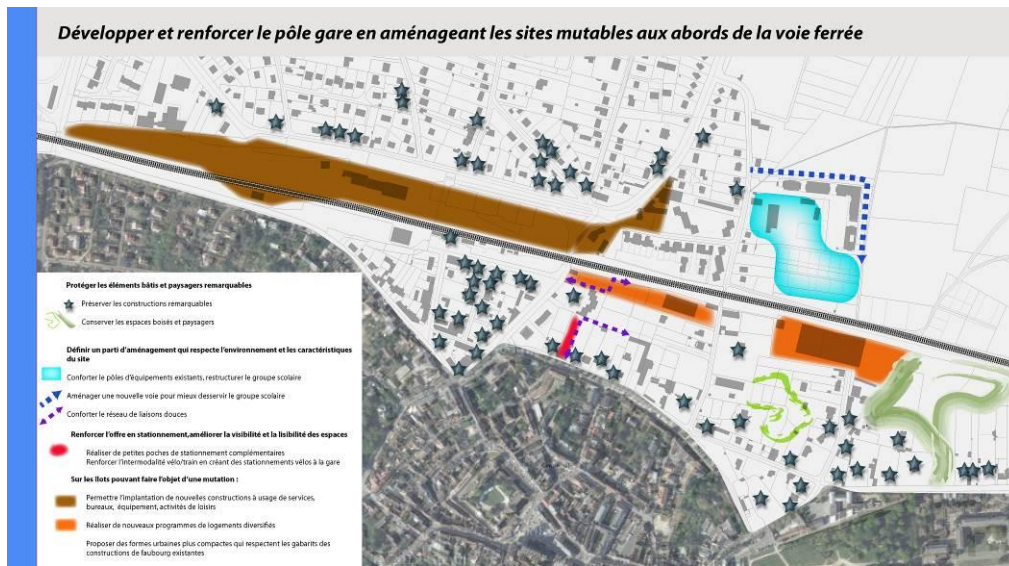 Développer et renforcer le pôle gare en aménageant les sites mutables aux abords de la voie ferrée
Protéger les éléments bâtis et paysagers remarquables
Préserver les constructions remarquables
Conserver les espaces boisés et paysagers
Définir un parti d'aménagement qui respecte l'environnement et les caractéristiques
du site
Conforter le pôles d'équipements existants, restructurer le groupe scolaire
Aménager une nouvelle voie pour mieux desservir le groupe scolaire
Conforter le réseau de liaisons douces
Renforcer l'offre en stationnement,améliorer la visibilité et la lisibilité des espaces
Réaliser de petites poches de stationnement complémentaires
Renforcer l'intermodalité vélo/train en créant des stationnements vélos à la gare
Sur les îlots pouvant faire l'objet d'une mutation :
Permettre l'implantation de nouvelles constructions à usage de services,
bureaux, équipement, activités de loisirs
Réaliser de nouveaux programmes de logements diversifiés
Proposer des formes urbaines plus compactes qui respectent les gabarits des
constructions de faubourg existantes